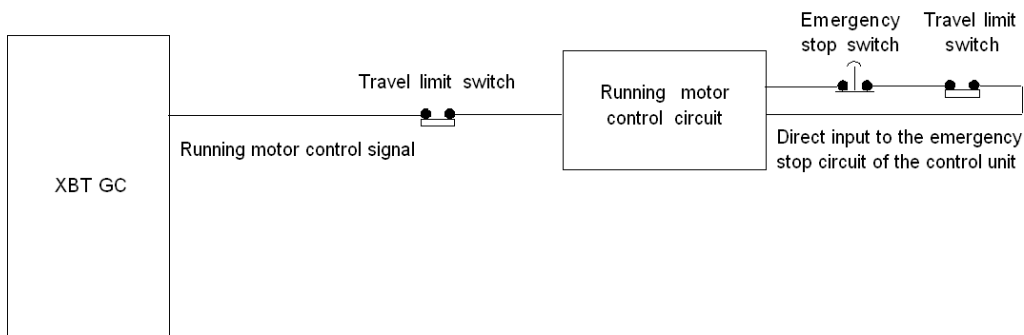 Emergency
stop switch
Travel limit
switch
Travel limit switch
Running motor
control circuit
Running motor control signal
Direct input to the emergency
stop circuit of the control unit
XBT GC